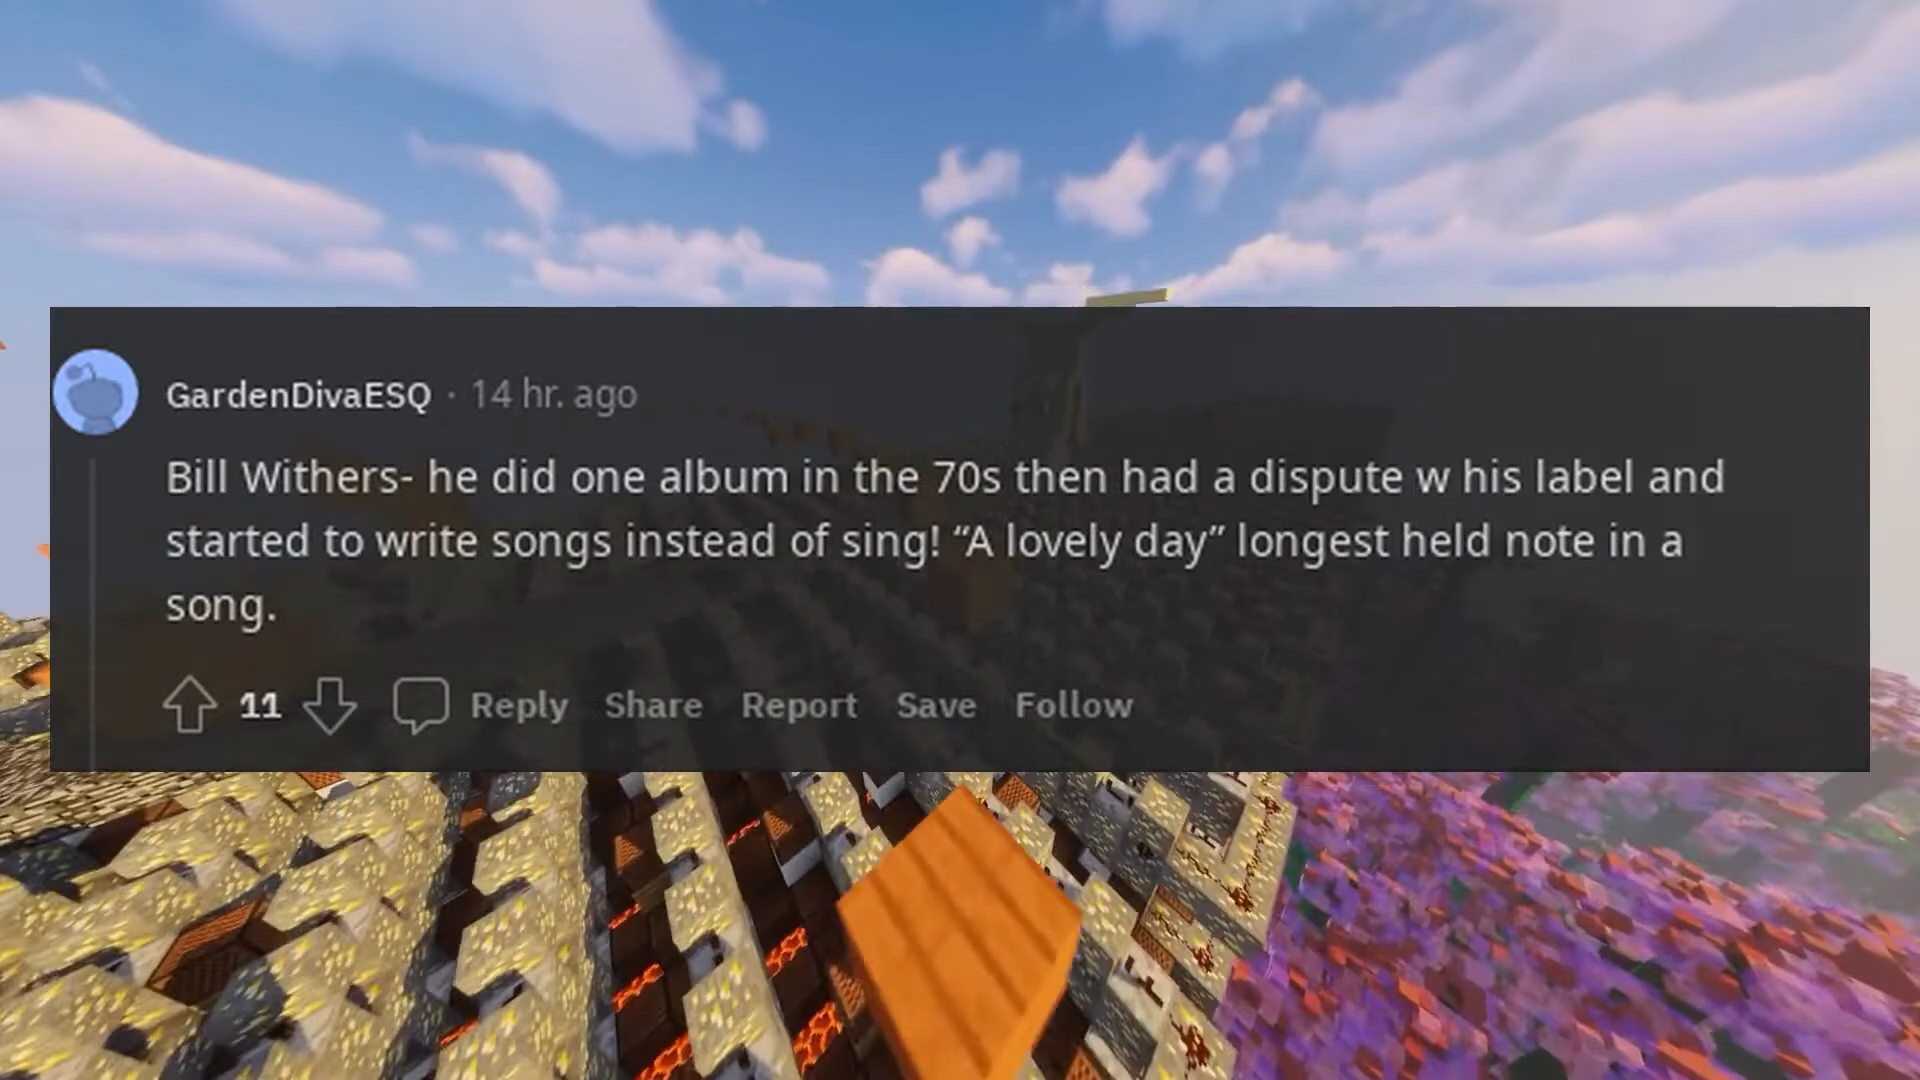 GardenDivaESQ · 14 hr. ago
Bill Withers- he did one album in the 70s then had a dispute w his label and
started to write songs instead of sing! “A lovely day” longest held note in a
song.
11 Reply Share Report Save Follow